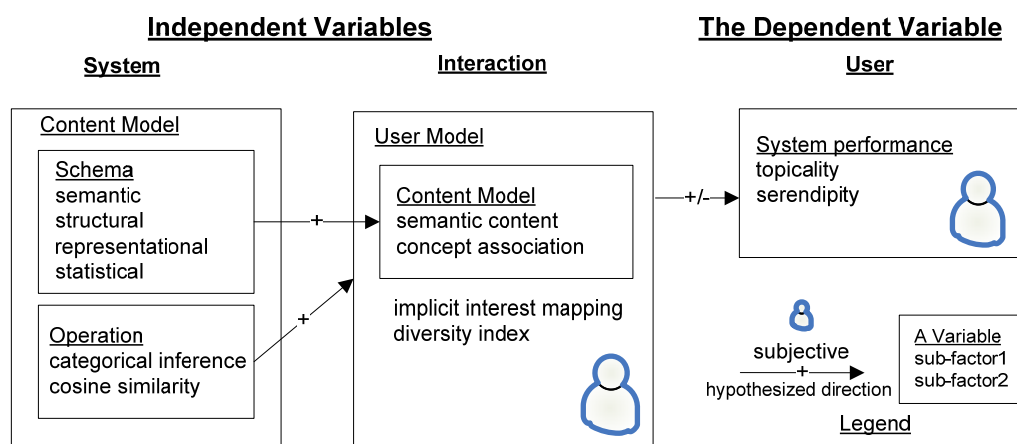 Independent Variables
The Dependent Variable
System
Interaction
User
Content Model
Schema
semantic
structural
representational
statistical
Operation
categorical inference
cosine similarity
+
+
User Model
Content Model
semantic content
concept association
implicit interest mapping
diversity index
+/-
System performance
topicality
serendipity
subjective
+
hypothesized direction
A Variable
sub-factor1
sub-factor2
Legend